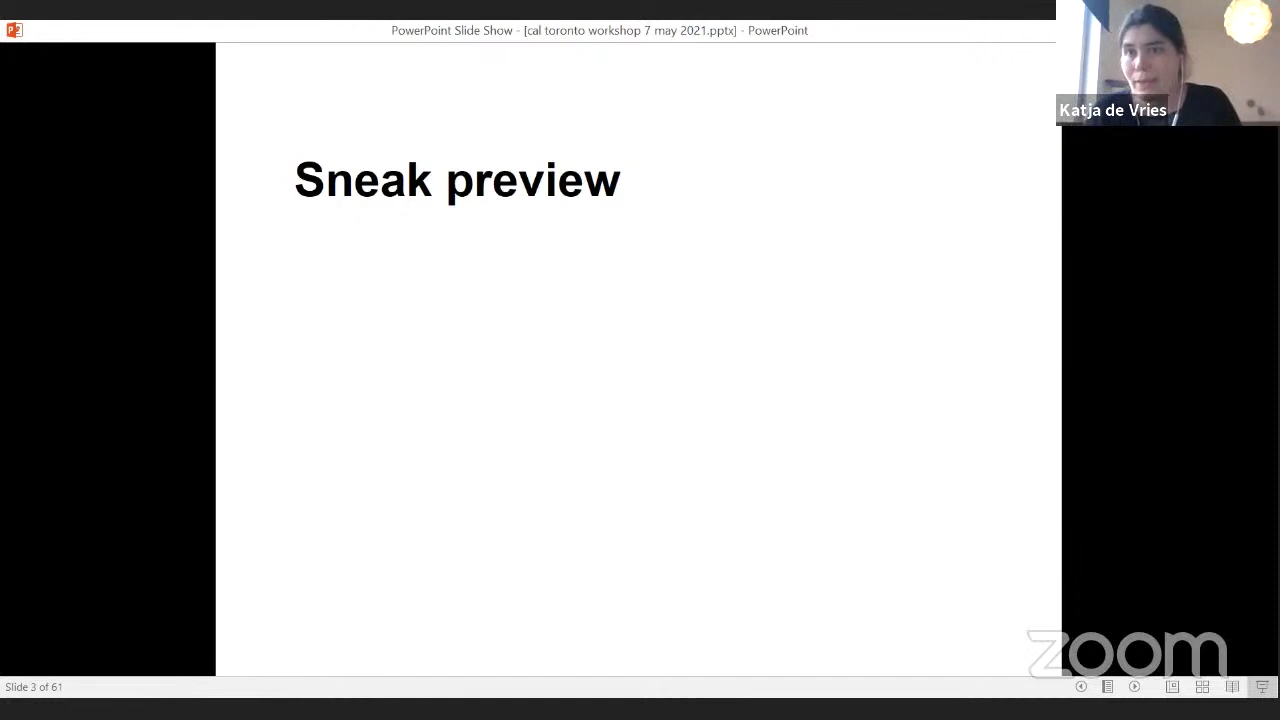 PowerPoint Slide Show - [cal toronto workshop 7 may 2021.pptx] - PowerPoint
Katja de Vries
Sneak preview
zoom
Slide 3 of 61